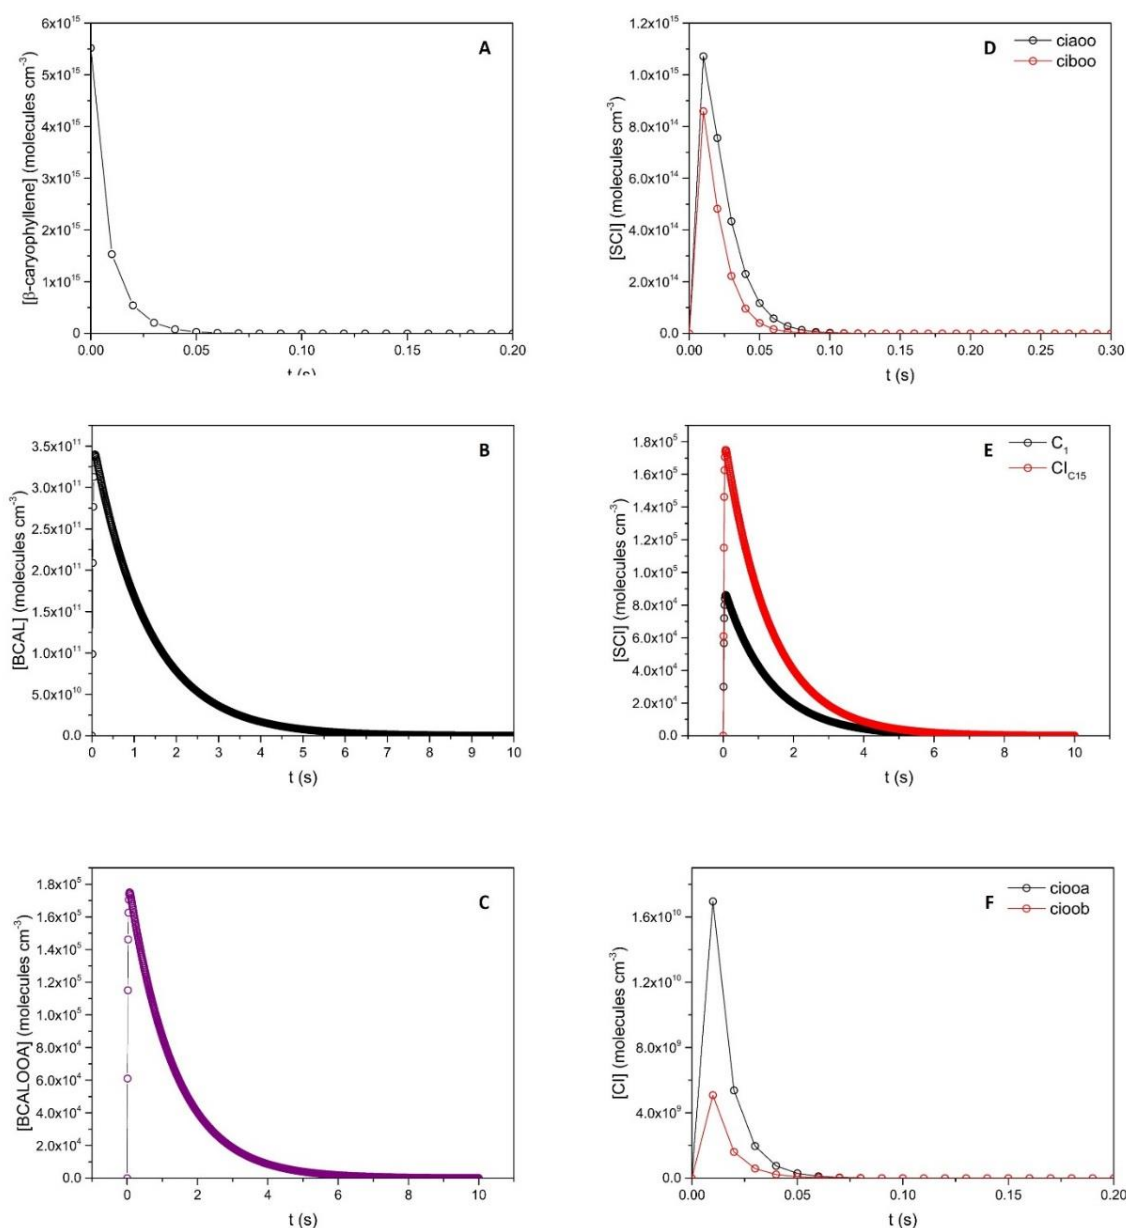 A
[β-caryophyllene] (molecules cm-3)
6x10^15
5x10^15
4x10^15
3x10^15
2x10^15
1x10^15
0
0.00 0.05 0.10 0.15 0.20
t (s)
D
ciaoo
ciboo
[SCI] (molecules cm-3)
1.2x10^15
1.0x10^15
8.0x10^14
6.0x10^14
4.0x10^14
2.0x10^14
0.0
0.00 0.05 0.10 0.15 0.20 0.25 0.30
t (s)
B
[BCAL] (molecules cm-3)
3.5x10^11
3.0x10^11
2.5x10^11
2.0x10^11
1.5x10^11
1.0x10^11
5.0x10^10
0.0
0 1 2 3 4 5 6 7 8 9 10
t (s)
E
C1
CIC15
[SCI] (molecules cm-3)
1.8x10^5
1.6x10^5
1.4x10^5
1.2x10^5
1.0x10^5
8.0x10^4
6.0x10^4
4.0x10^4
2.0x10^4
0.0
0 2 4 6 8 10
t (s)
C
[BCALOOA] (molecules cm-3)
1.8x10^5
1.6x10^5
1.4x10^5
1.2x10^5
1.0x10^5
8.0x10^4
6.0x10^4
4.0x10^4
2.0x10^4
0.0
0 2 4 6 8 10
t (s)
F
ciooa
cioob
[CI] (molecules cm-3)
1.6x10^10
1.2x10^10
8.0x10^9
4.0x10^9
0.0
0.00 0.05 0.10 0.15 0.20
t (s)